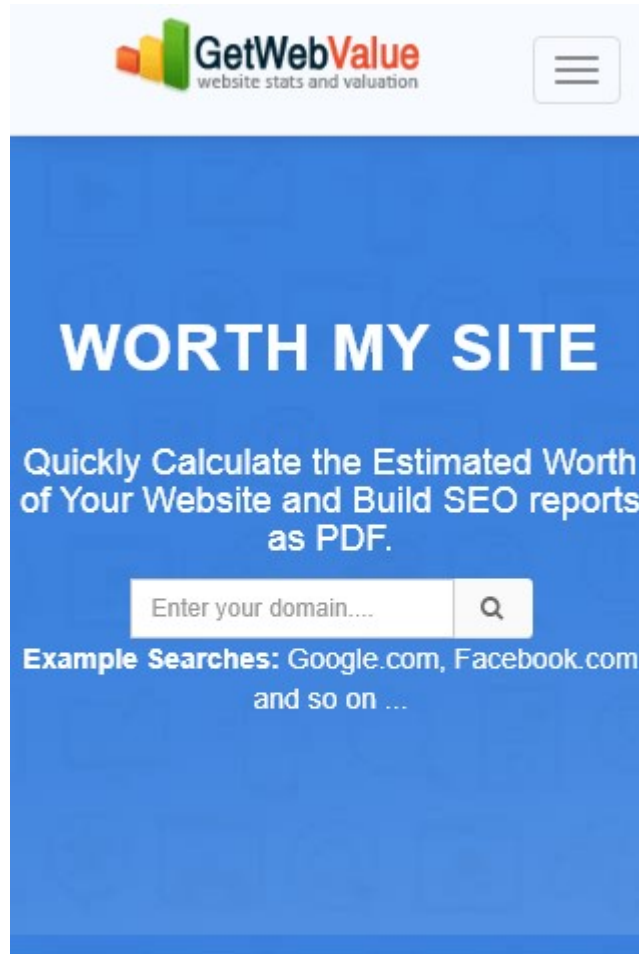 GetWebValue
website stats and valuation
WORTH MY SITE
Quickly Calculate the Estimated Worth
of Your Website and Build SEO reports
as PDF.
Enter your domain....
Example Searches: Google.com, Facebook.com
and so on ...